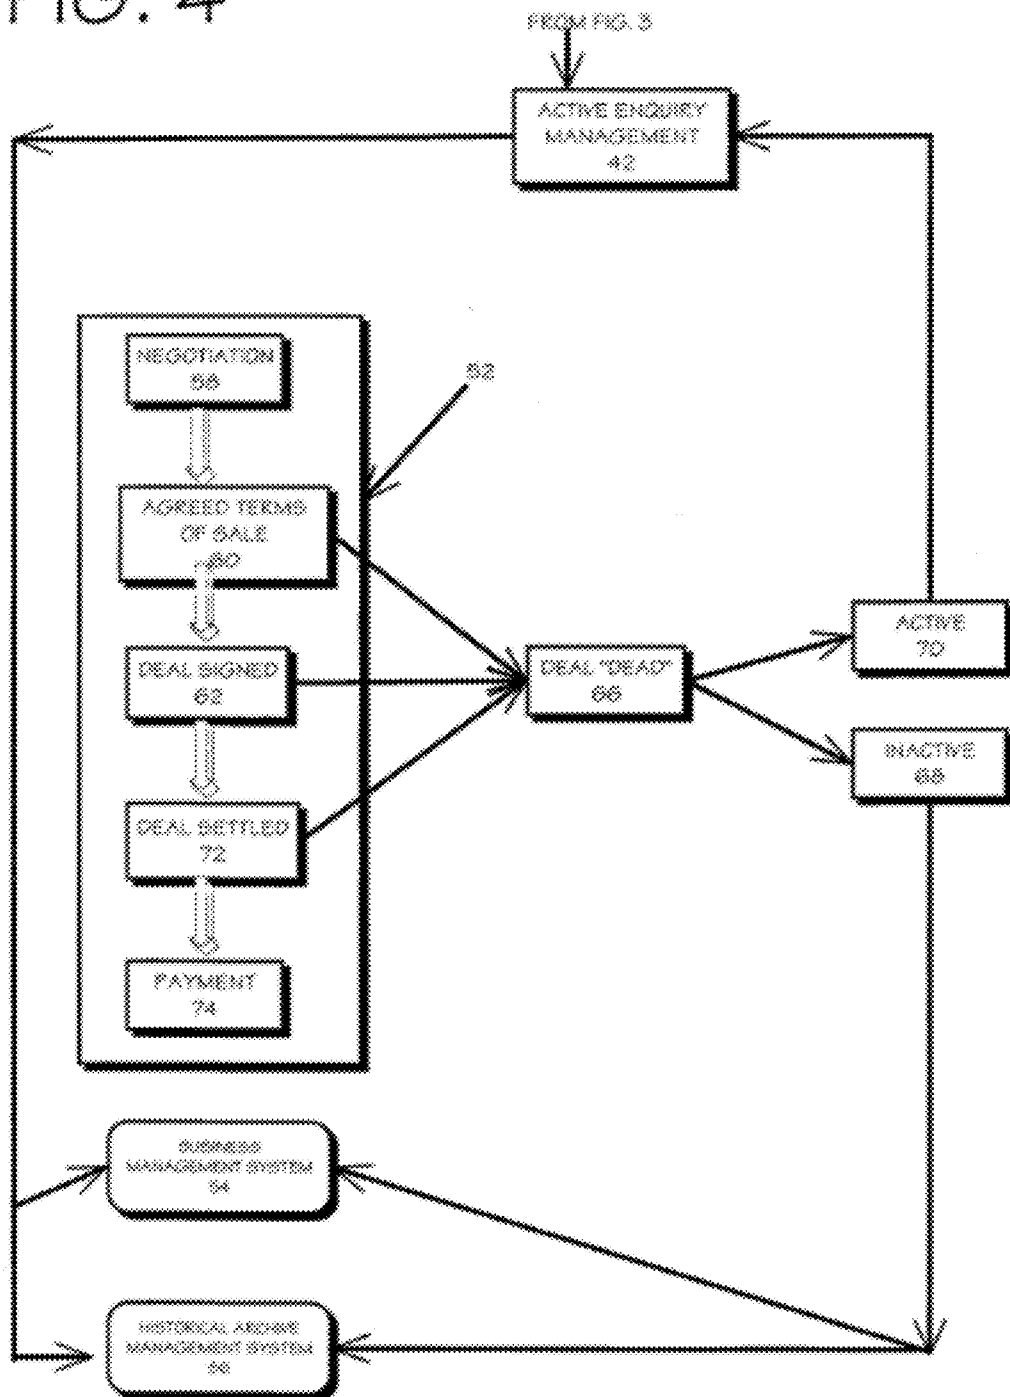 FIG. 4
FROM FIG. 3
ACTIVE ENQUIRY
MANAGEMENT
42
NEGOTIATION
58
52
AGREED TERMS
OF SALE
60
DEAL SIGNED
62
DEAL "DEAD"
66
ACTIVE
70
INACTIVE
68
DEAL SETTLED
72
PAYMENT
74
BUSINESS
MANAGEMENT SYSTEM
54
HISTORICAL ARCHIVE
MANAGEMENT SYSTEM
56